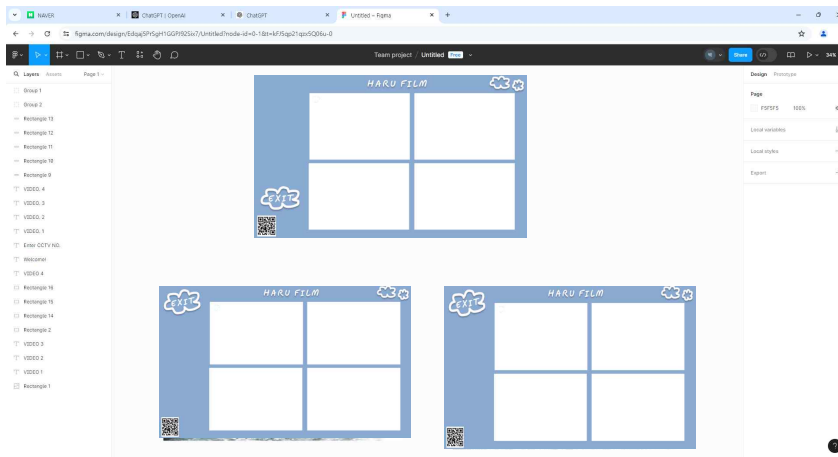 NAVER
ChatGPT | OpenAI
ChatGPT
Untitled – Figma
figma.com/design/Edqaj5PrSgH1GGPI92Six7/Untitled?node-id=0-1&t=kFJSqp21qzxSQ06u-0
Team project / Untitled Free
Share
34%
Layers Assets Page 1
Group 1
Group 2
Rectangle 13
Rectangle 12
Rectangle 11
Rectangle 10
Rectangle 9
VIDEO. 4
VIDEO. 3
VIDEO. 2
VIDEO. 1
Enter CCTV NO.
Welcome!
VIDEO 4
Rectangle 16
Rectangle 15
Rectangle 14
Rectangle 2
VIDEO 3
VIDEO 2
VIDEO 1
Rectangle 1
HARU FILM
EXIT
HARU FILM
EXIT
HARU FILM
EXIT
Design Prototype
Page
F5F5F5 100%
Local variables
Local styles
Export